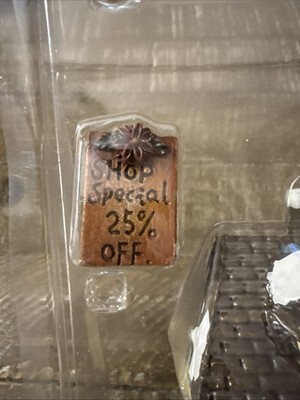 SHOP
Special
25%
OFF.